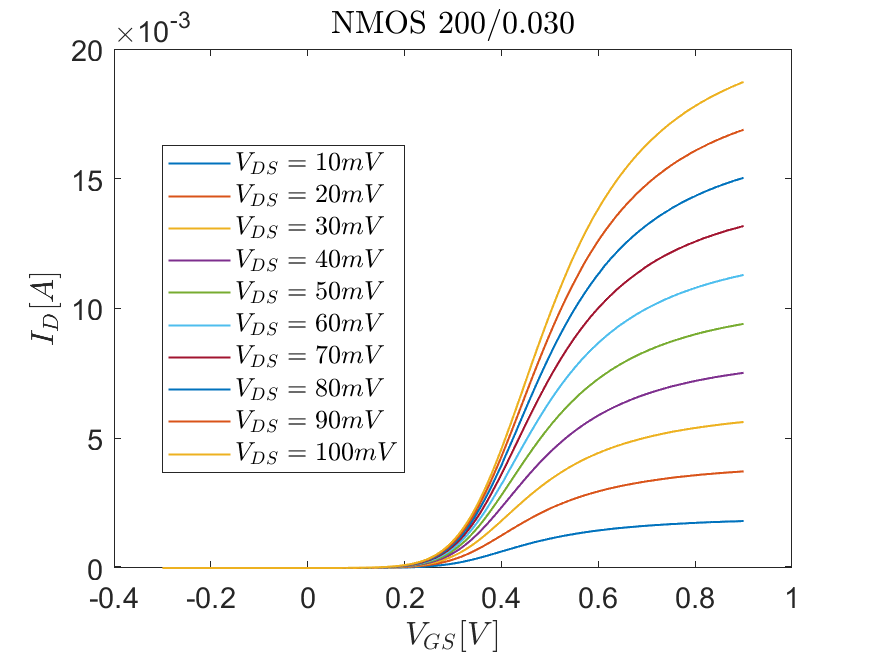 NMOS 200/0.030
×10-3
20
15
10
5
0
I_D[A]
V_DS = 10mV
V_DS = 20mV
V_DS = 30mV
V_DS = 40mV
V_DS = 50mV
V_DS = 60mV
V_DS = 70mV
V_DS = 80mV
V_DS = 90mV
V_DS = 100mV
-0.4 -0.2 0 0.2 0.4 0.6 0.8 1
V_GS[V]